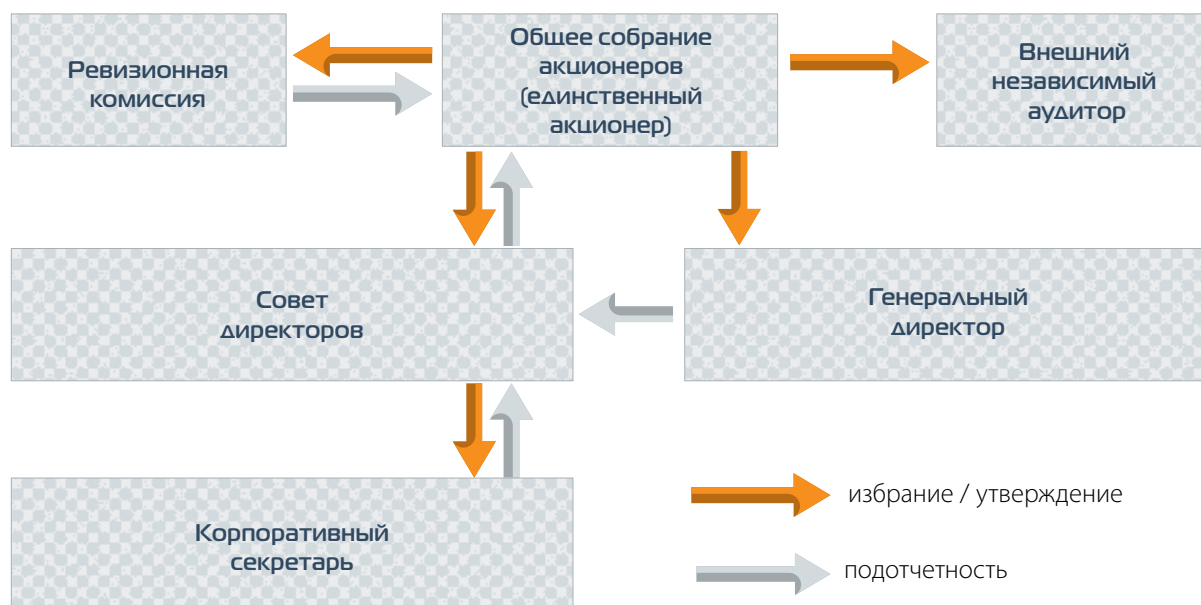 Ревизионная
комиссия
Общее собрание
акционеров
(единственный
акционер)
Внешний
независимый
аудитор
Совет
директоров
Генеральный
директор
Корпоративный
секретарь
избрание / утверждение
подотчетность